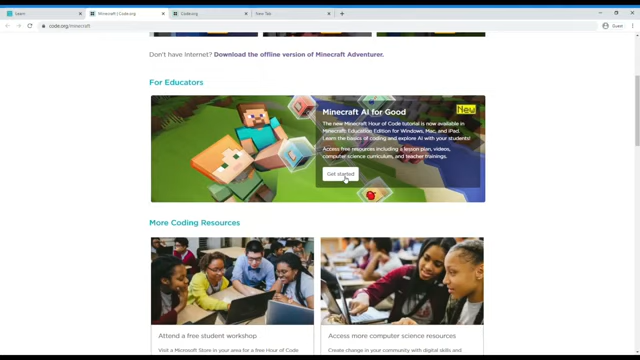 Learn
Minecraft | Code.org
Code.org
New Tab
code.org/minecraft
Guest
Don't have Internet? Download the offline version of Minecraft Adventurer.
For Educators
Minecraft AI for Good
New
The new Minecraft Hour of Code tutorial is now available in
Minecraft: Education Edition for Windows, Mac, and iPad.
Learn the basics of coding and explore AI with your students!
Access free resources including a lesson plan, videos,
computer science curriculum, and teacher trainings.
Get started
More Coding Resources
Attend a free student workshop
Access more computer science resources
Visit a Microsoft Store in your area for a free Hour of Code
Create change in your community with digital skills and